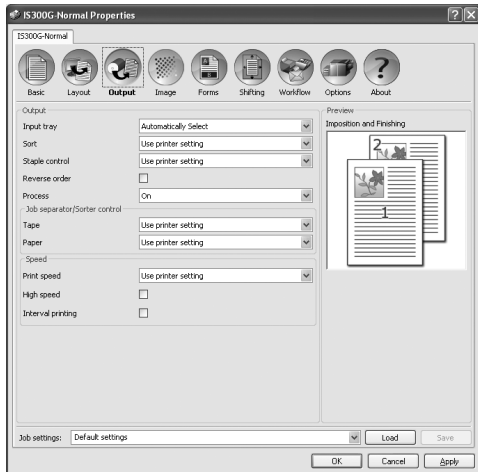 IS300G-Normal Properties
IS300G-Normal
Basic Layout Output Image Forms Shifting Workflow Options About
Output
Input tray Automatically Select
Sort Use printer setting
Staple control Use printer setting
Reverse order
Process On
Job separator/Sorter control
Tape Use printer setting
Paper Use printer setting
Speed
Print speed Use printer setting
High speed
Interval printing
Preview
Imposition and Finishing
2
1
Job settings: Default settings Load Save
OK Cancel Apply